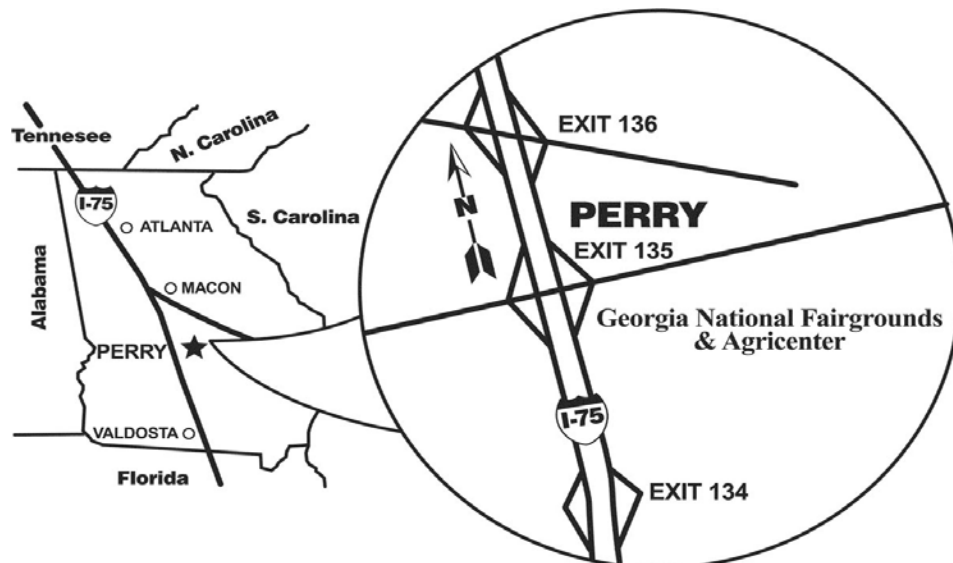 Tennessee
N. Carolina
I-75
ATLANTA
S. Carolina
Alabama
MACON
PERRY
VALDOSTA
Florida
EXIT 136
N
PERRY
EXIT 135
Georgia National Fairgrounds
& Agricenter
I-75
EXIT 134